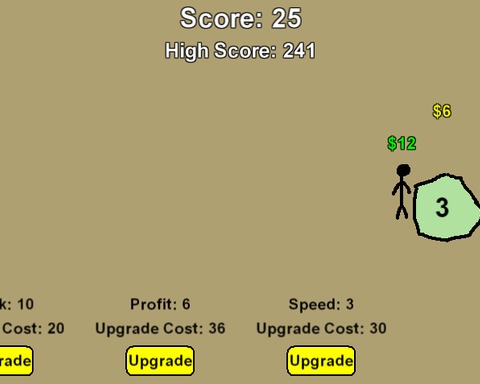 Score: 25
High Score: 241
$6
$12
3
k: 10 Profit: 6 Speed: 3
Cost: 20 Upgrade Cost: 36 Upgrade Cost: 30
rade Upgrade Upgrade